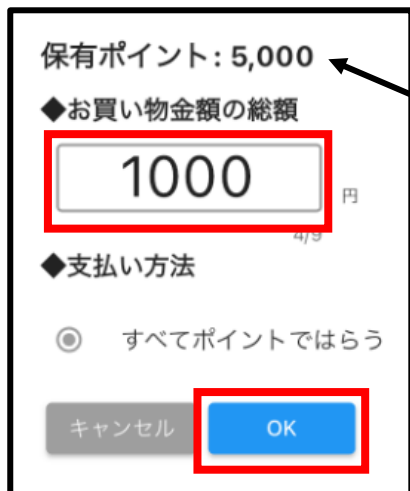 保有ポイント: 5,000
◆お買い物金額の総額
1000
円
4/9
◆支払い方法
すべてポイントではらう
キャンセル
OK